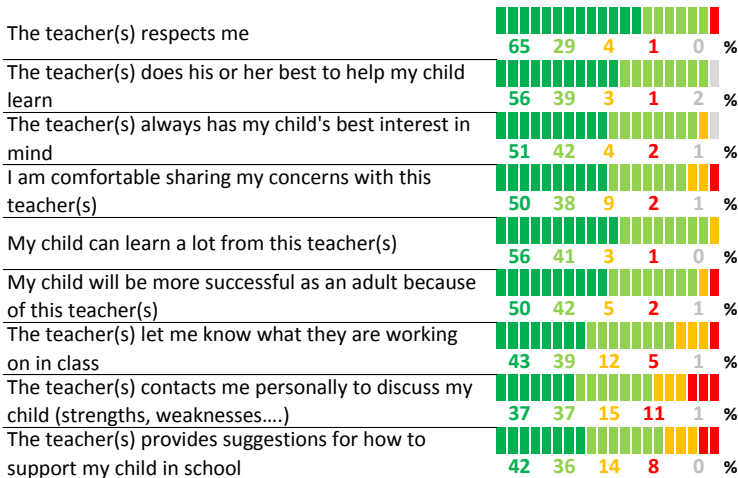 The teacher(s) respects me
65 29 4 1 0 %
The teacher(s) does his or her best to help my child
learn
56 39 3 1 2 %
The teacher(s) always has my child's best interest in
mind
51 42 4 2 1 %
I am comfortable sharing my concerns with this
teacher(s)
50 38 9 2 1 %
My child can learn a lot from this teacher(s)
56 41 3 1 0 %
My child will be more successful as an adult because
of this teacher(s)
50 42 5 2 1 %
The teacher(s) let me know what they are working
on in class
43 39 12 5 1 %
The teacher(s) contacts me personally to discuss my
child (strengths, weaknesses....)
37 37 15 11 1 %
The teacher(s) provides suggestions for how to
support my child in school
42 36 14 8 0 %